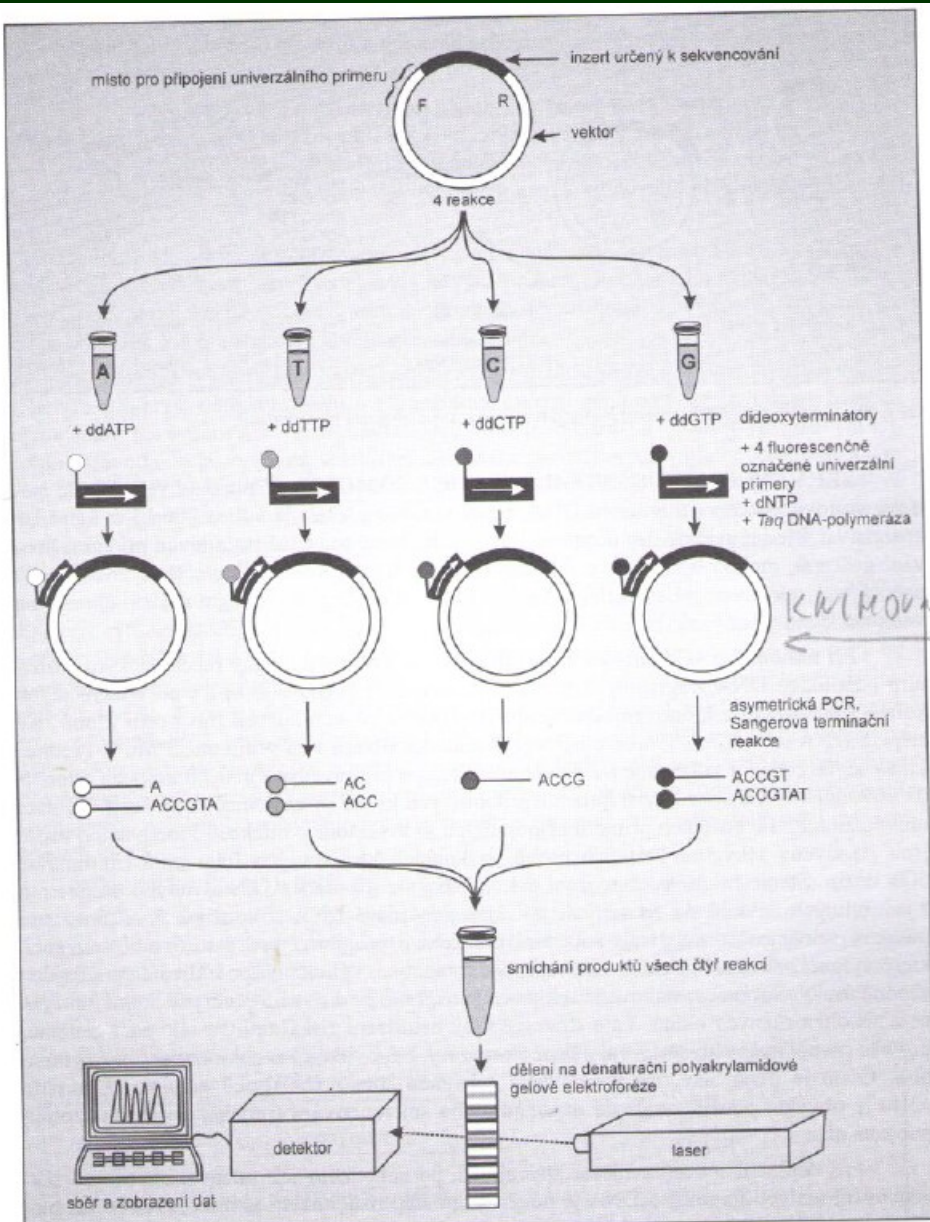 inzert určený k sekvencování
místo pro připojení univerzálního primeru
F
R
vektor
4 reakce
A
T
C
G
+ ddATP
+ ddTTP
+ ddCTP
+ ddGTP
dideoxyterminátory
+ 4 fluorescenčně
označené univerzální
primery
+ dNTP
+ Taq DNA-polymeráza
asymetrická PCR,
Sangerova terminační
reakce
A
ACCGTA
AC
ACC
ACCG
ACCGT
ACCGTAT
smíchání produktů všech čtyř reakcí
dělení na denaturační polyakrylamidové
gelové elektroforéze
detektor
laser
sběr a zobrazení dat